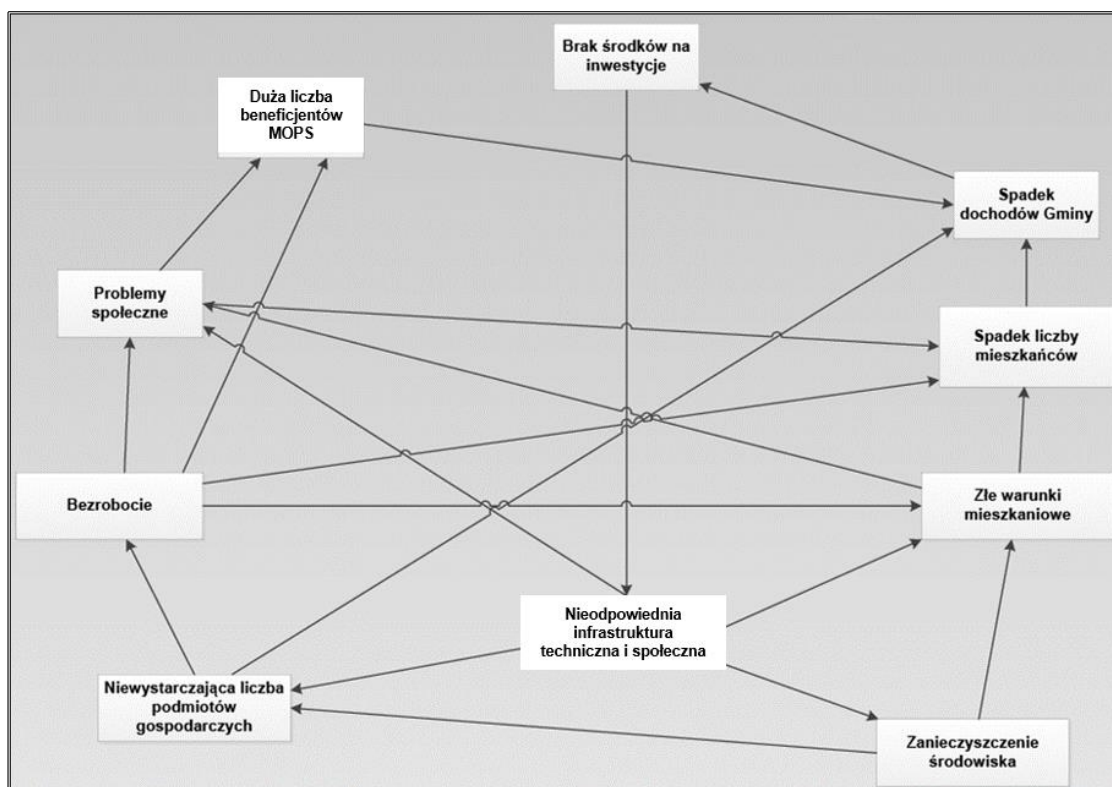 Brak środków na
inwestycje
Duża liczba
beneficjentów
MOPS
Spadek
dochodów Gminy
Problemy
społeczne
Spadek liczby
mieszkańców
Bezrobocie
Złe warunki
mieszkaniowe
Nieodpowiednia
infrastruktura
techniczna i społeczna
Niewystarczająca liczba
podmiotów
gospodarczych
Zanieczyszczenie
środowiska